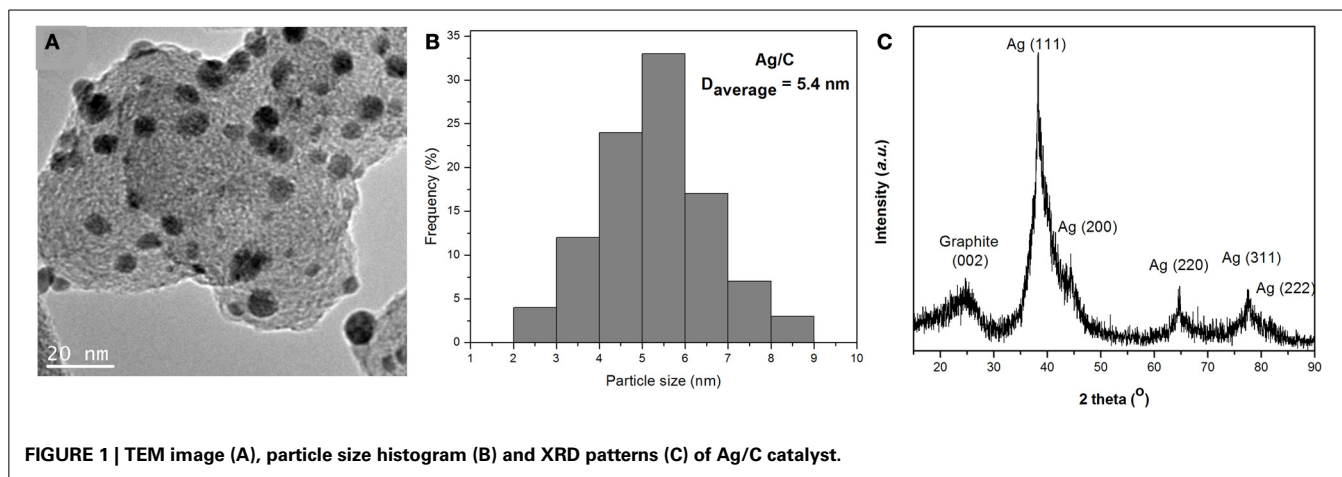 A
20 nm
B
35
30
25
20
15
10
5
0
Frequency (%)
Ag/C
Daverage = 5.4 nm
1 2 3 4 5 6 7 8 9 10
Particle size (nm)
C
Intensity (a.u.)
Ag (111)
Graphite
(002)
Ag (200)
Ag (220)
Ag (311)
Ag (222)
20 30 40 50 60 70 80 90
2 theta (O)
FIGURE 1 | TEM image (A), particle size histogram (B) and XRD patterns (C) of Ag/C catalyst.